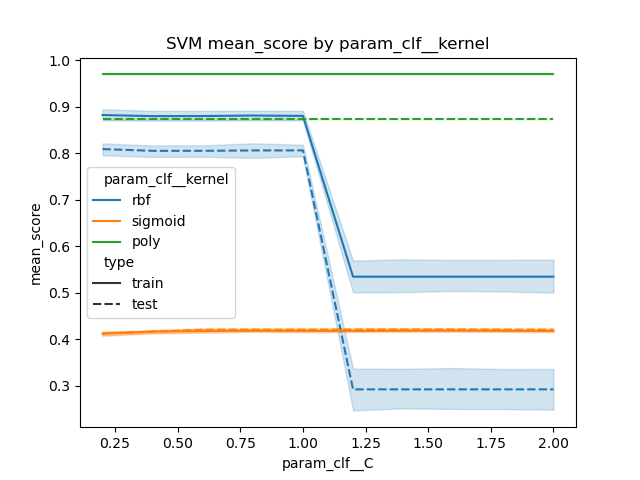 SVM mean_score by param_clf__kernel
mean_score
1.0
0.9
0.8
0.7
0.6
0.5
0.4
0.3
param_clf__kernel
rbf
sigmoid
poly
type
train
test
0.25 0.50 0.75 1.00 1.25 1.50 1.75 2.00
param_clf__C